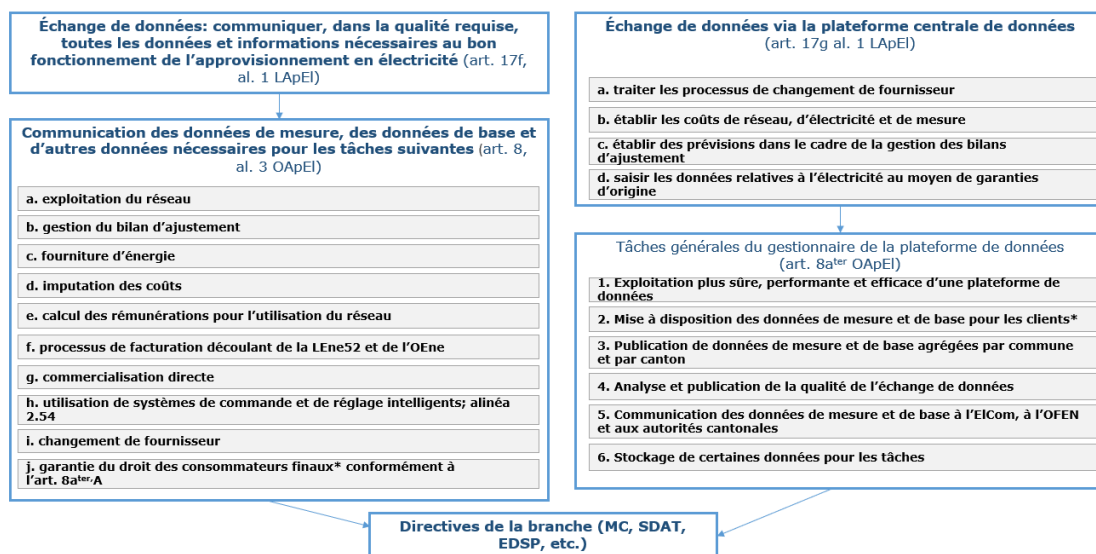 Échange de données: communiquer, dans la qualité requise,
toutes les données et informations nécessaires au bon
fonctionnement de l’approvisionnement en électricité (art. 17f,
al. 1 LApEl)
Communication des données de mesure, des données de base et
d’autres données nécessaires pour les tâches suivantes (art. 8,
al. 3 OApEl)
a. exploitation du réseau
b. gestion du bilan d’ajustement
c. fourniture d’énergie
d. imputation des coûts
e. calcul des rémunérations pour l’utilisation du réseau
f. processus de facturation découlant de la LEne52 et de l’OEne
g. commercialisation directe
h. utilisation de systèmes de commande et de réglage intelligents; alinéa
2.54
i. changement de fournisseur
j. garantie du droit des consommateurs finaux* conformément à
l’art. 8aᵗᵉʳ·A
Échange de données via la plateforme centrale de données
(art. 17g al. 1 LApEl)
a. traiter les processus de changement de fournisseur
b. établir les coûts de réseau, d’électricité et de mesure
c. établir des prévisions dans le cadre de la gestion des bilans
d’ajustement
d. saisir les données relatives à l’électricité au moyen de garanties
d’origine
Tâches générales du gestionnaire de la plateforme de données
(art. 8aᵗᵉʳ OApEl)
1. Exploitation plus sûre, performante et efficace d’une plateforme de
données
2. Mise à disposition des données de mesure et de base pour les clients*
3. Publication de données de mesure et de base agrégées par commune
et par canton
4. Analyse et publication de la qualité de l’échange de données
5. Communication des données de mesure et de base à l’ElCom, à l’OFEN
et aux autorités cantonales
6. Stockage de certaines données pour les tâches
Directives de la branche (MC, SDAT,
EDSP, etc.)